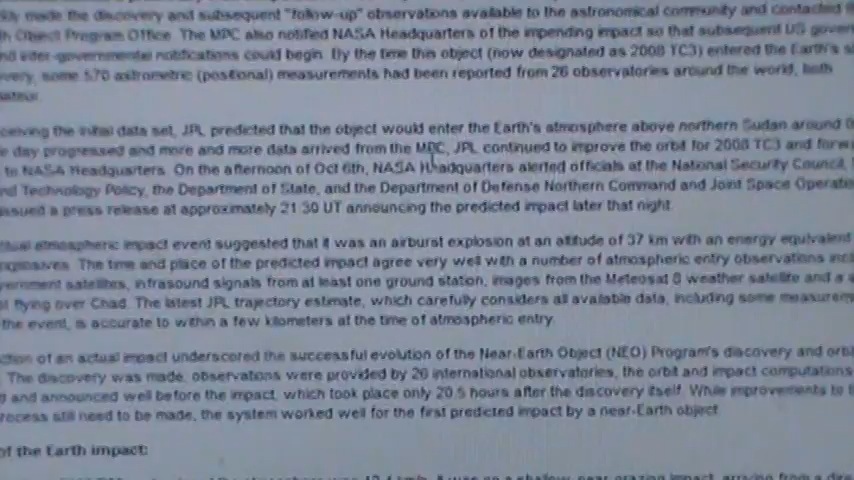 made the discovery and subsequent "follow-up" observations available to the astronomical community and contacted
Object Program Office. The MPC also notified NASA Headquarters of the impending impact so that subsequent US
inter-governmental notifications could begin. By the time this object (now designated as 2008 TC3) entered the Earth's
some 570 astrometric (positional) measurements had been reported from 26 observatories around the world, both
the initial data set, JPL predicted that the object would enter the Earth's atmosphere above northern Sudan around
day progressed and more and more data arrived from the MPC, JPL continued to improve the orbit for 2008 TC3 and
to NASA Headquarters. On the afternoon of Oct 6th, NASA Headquarters alerted officials at the National Security Council,
Technology Policy, the Department of State, and the Department of Defense Northern Command and Joint Space
issued a press release at approximately 21:30 UT announcing the predicted impact later that night.
atmospheric impact event suggested that it was an airburst explosion at an altitude of 37 km with an energy equivalent
The time and place of the predicted impact agree very well with a number of atmospheric entry observations
satellites, infrasound signals from at least one ground station, images from the Meteosat 8 weather satellite and a
flying over Chad. The latest JPL trajectory estimate, which carefully considers all available data, including some
the event, is accurate to within a few kilometers at the time of atmospheric entry.
of an actual impact underscored the successful evolution of the Near-Earth Object (NEO) Program's discovery and
The discovery was made, observations were provided by 26 international observatories, the orbit and impact computations
and announced well before the impact, which took place only 20.5 hours after the discovery itself. While improvements to
still need to be made, the system worked well for the first predicted impact by a near-Earth object.
of the Earth impact: